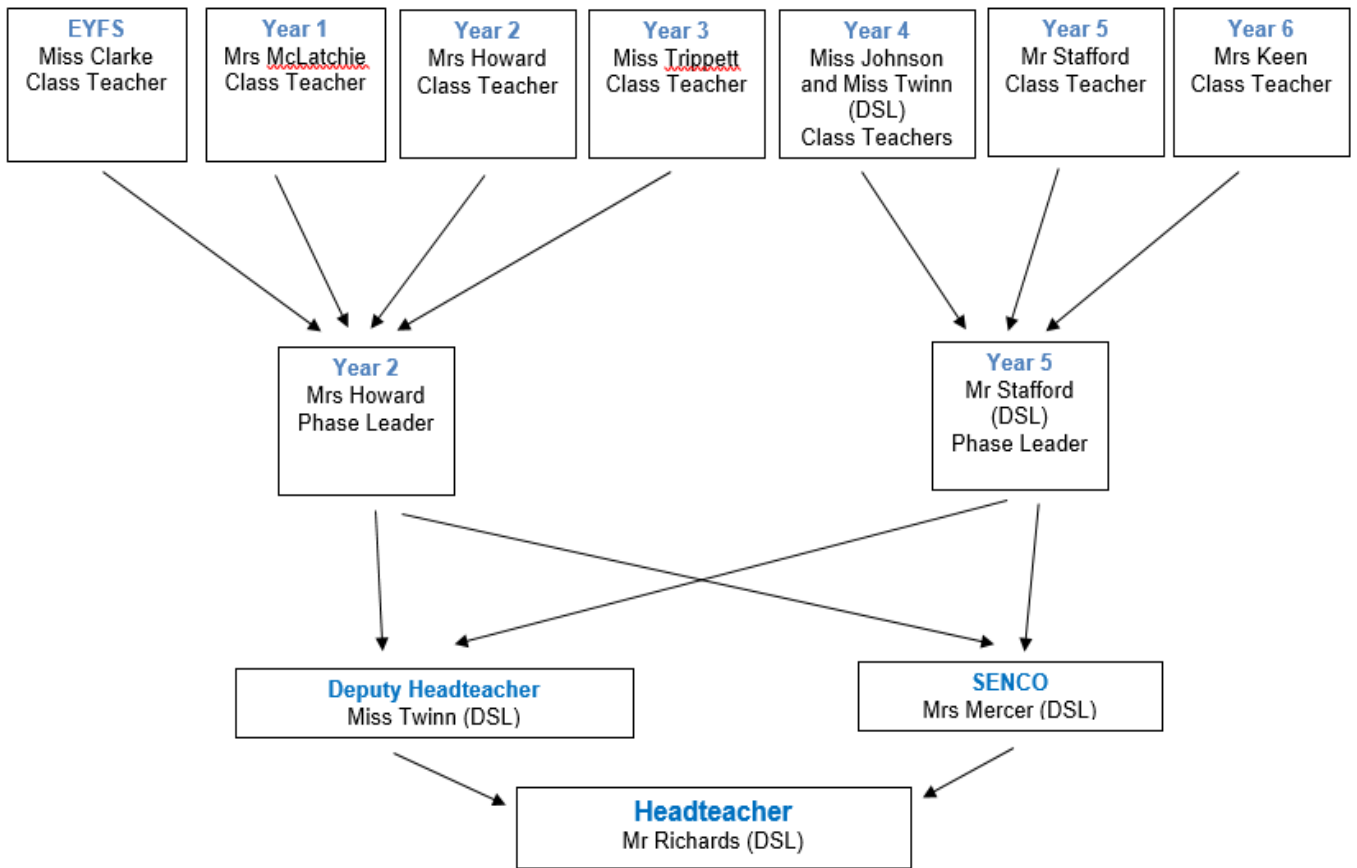 EYFS
Miss Clarke
Class Teacher
Year 1
Mrs McLatchie
Class Teacher
Year 2
Mrs Howard
Class Teacher
Year 3
Miss Trippett
Class Teacher
Year 4
Miss Johnson
and Miss Twinn
(DSL)
Class Teachers
Year 5
Mr Stafford
Class Teacher
Year 6
Mrs Keen
Class Teacher
Year 2
Mrs Howard
Phase Leader
Year 5
Mr Stafford
(DSL)
Phase Leader
Deputy Headteacher
Miss Twinn (DSL)
SENCO
Mrs Mercer (DSL)
Headteacher
Mr Richards (DSL)